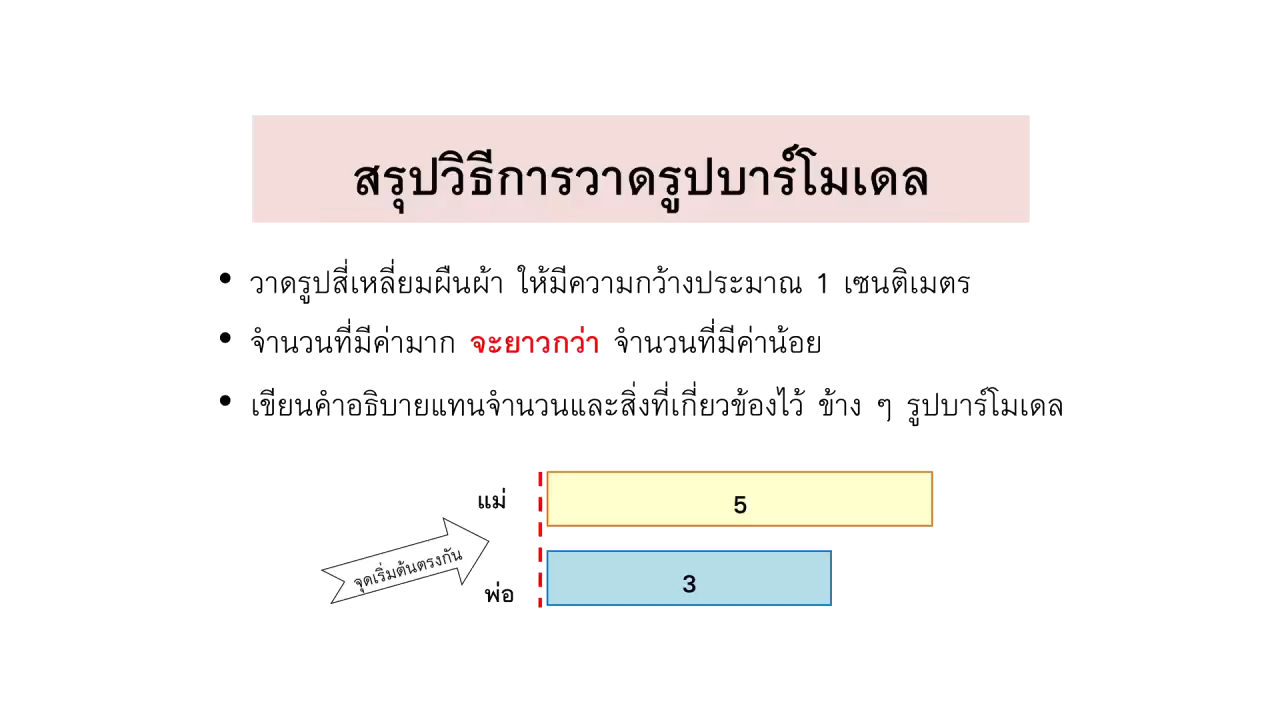 สรุปวิธีการวาดรูปบาร์โมเดล
• วาดรูปสี่เหลี่ยมผืนผ้า ให้มีความกว้างประมาณ 1 เซนติเมตร
• จำนวนที่มีค่ามาก จะยาวกว่า จำนวนที่มีค่าน้อย
• เขียนคำอธิบายแทนจำนวนและสิ่งที่เกี่ยวข้องไว้ ข้าง ๆ รูปบาร์โมเดล
แม่ 5
จุดเริ่มต้นตรงกัน
พ่อ 3